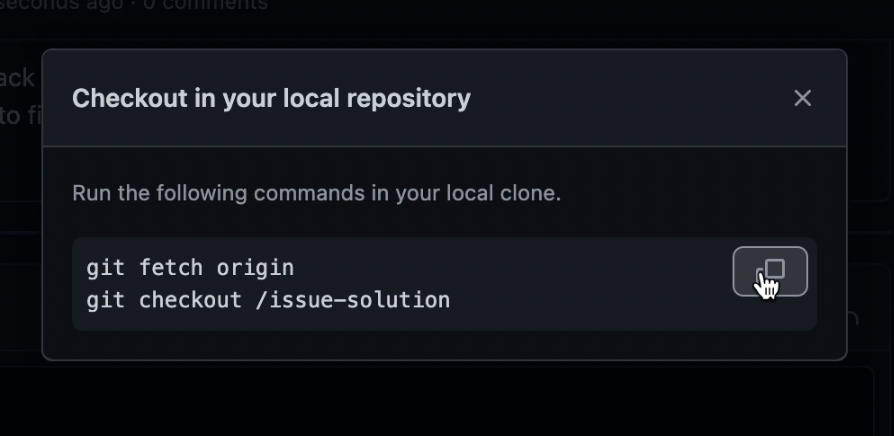 seconds ago · 0 comments
ack
Checkout in your local repository
to fi
Run the following commands in your local clone.
git fetch origin
git checkout /issue-solution